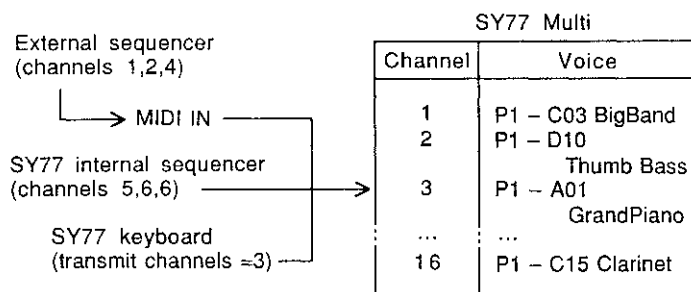 SY77 Multi
External sequencer
(channels 1,2,4)
MIDI IN
SY77 internal sequencer
(channels 5,6,6)
SY77 keyboard
(transmit channels =3)
Channel Voice
1 P1 – C03 BigBand
2 P1 – D10
Thumb Bass
3 P1 – A01
GrandPiano
... ...
16 P1 – C15 Clarinet